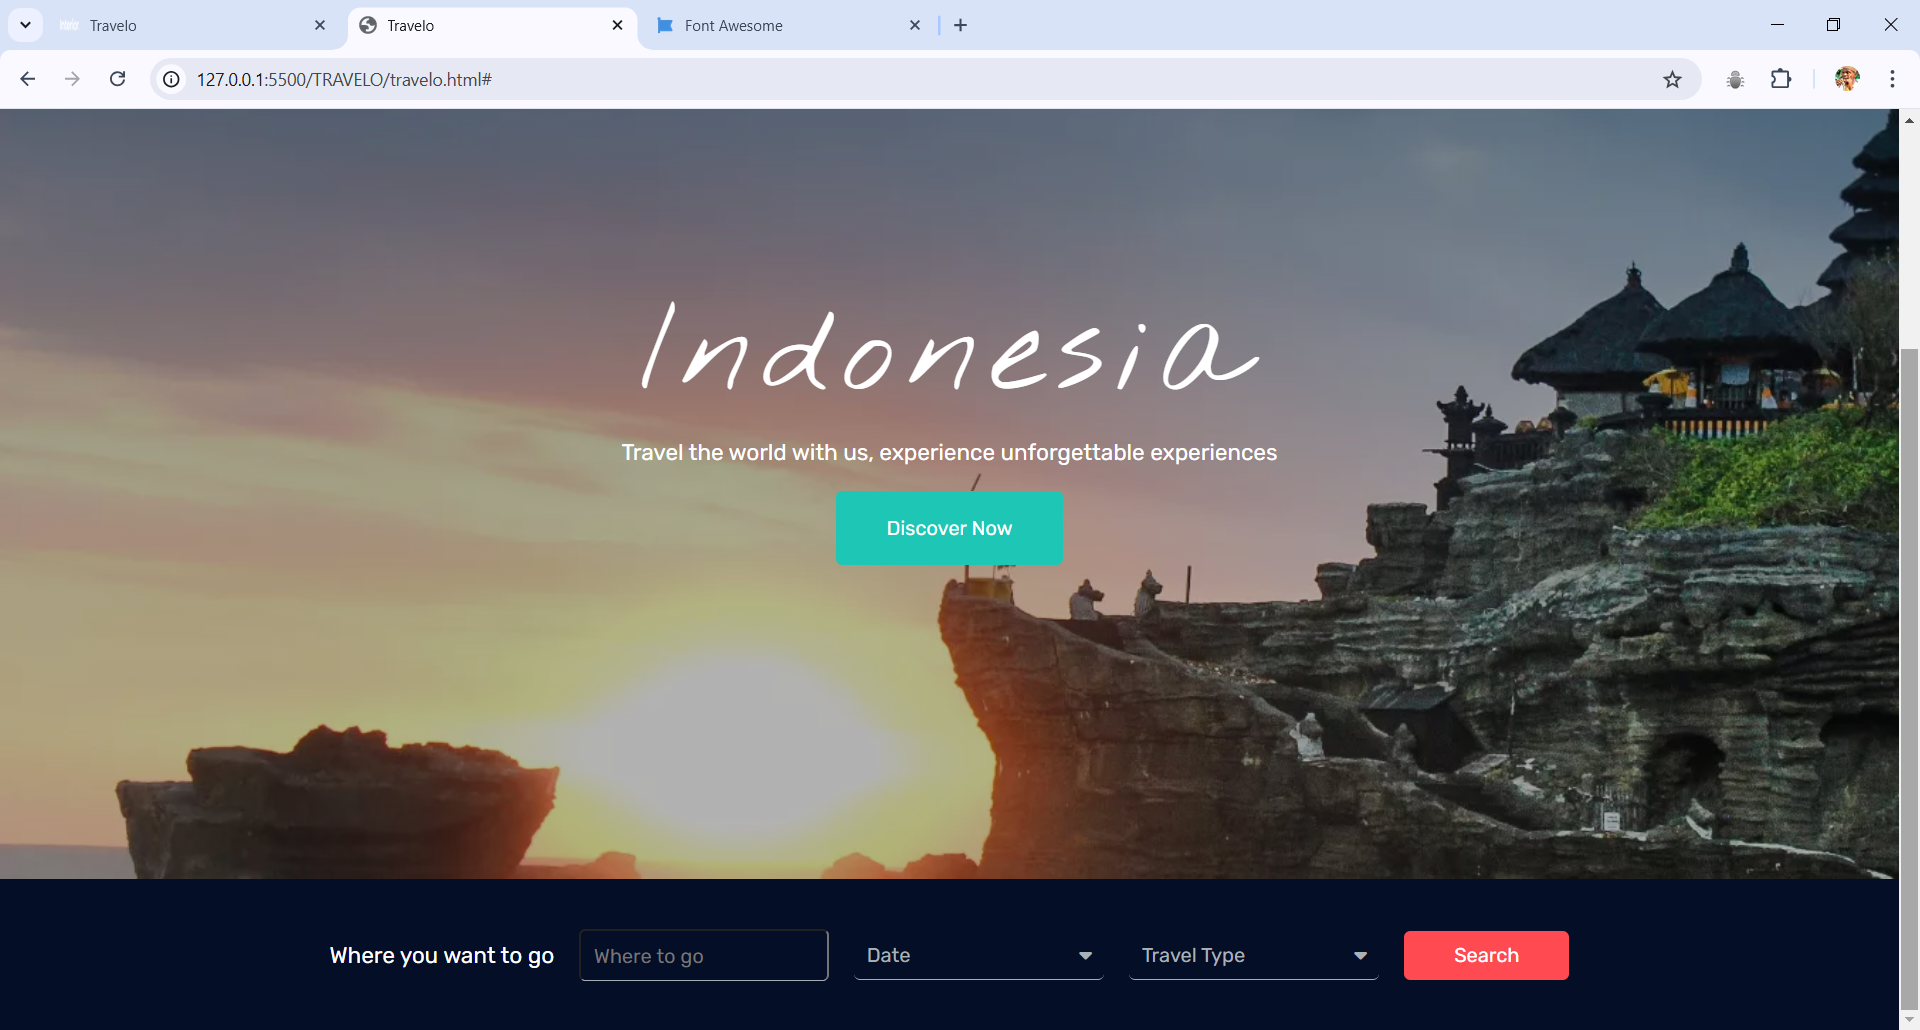 Travelo
Travelo
Font Awesome
127.0.0.1:5500/TRAVELO/travelo.html#
Indonesia
Travel the world with us, experience unforgettable experiences
Discover Now
Where you want to go
Where to go
Date
Travel Type
Search